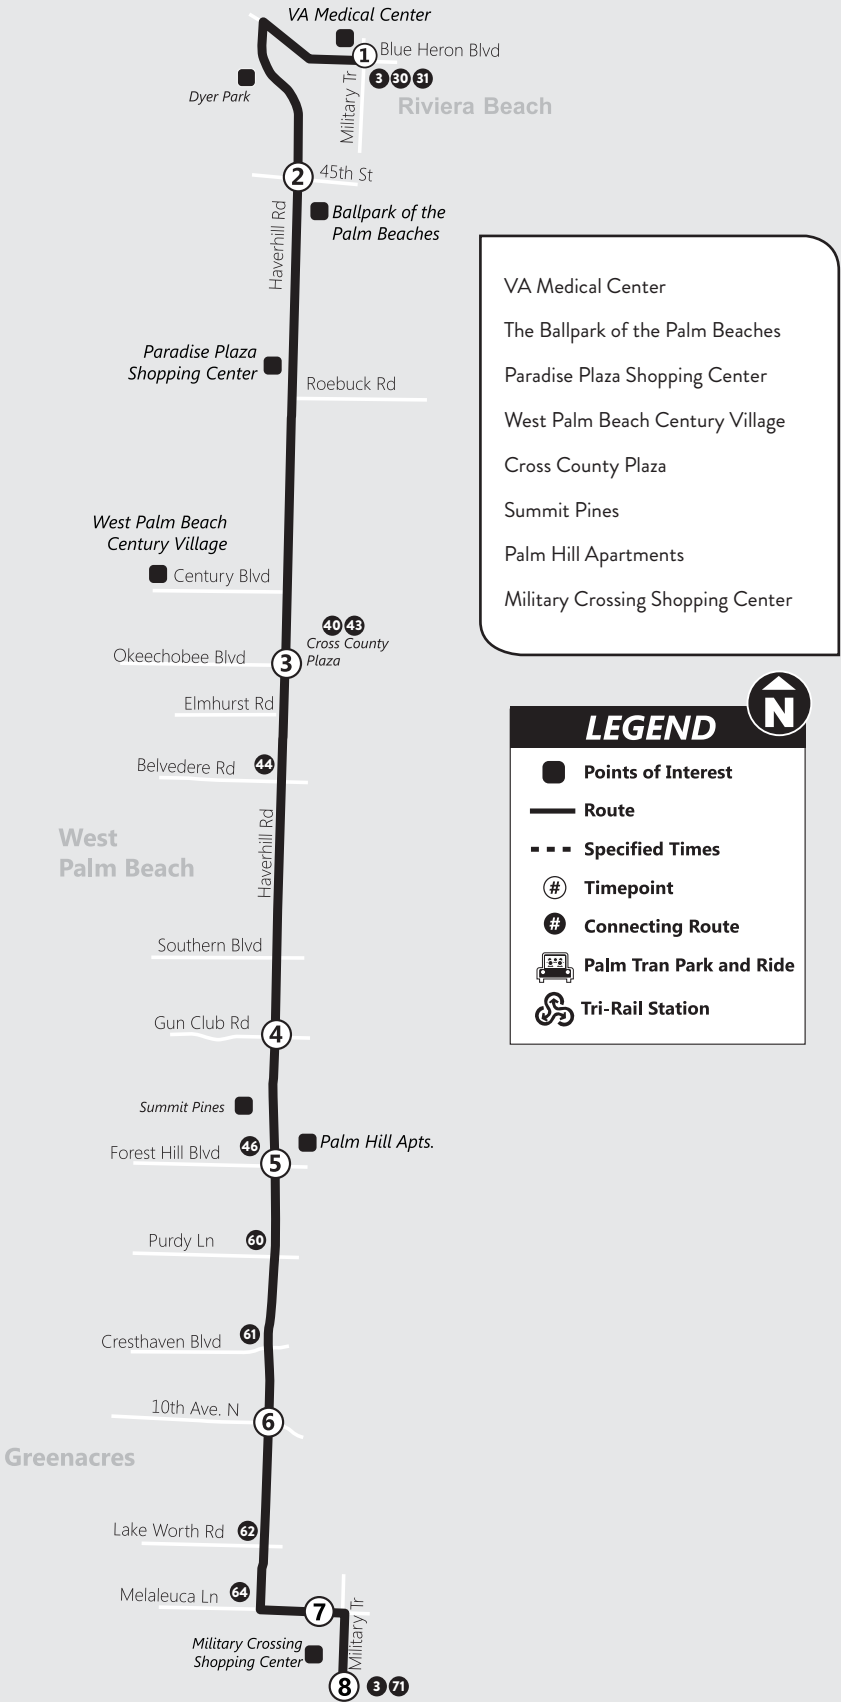 VA Medical Center
1
Blue Heron Blvd
3 30 31
Military Tr
Dyer Park
Riviera Beach
2
45th St
Haverhill Rd
Ballpark of the
Palm Beaches
Paradise Plaza
Shopping Center
Roebuck Rd
West Palm Beach
Century Village
Century Blvd
40 43
Cross County
Plaza
Okeechobee Blvd
3
Elmhurst Rd
Belvedere Rd
44
Haverhill Rd
West
Palm Beach
Southern Blvd
Gun Club Rd
4
Summit Pines
Palm Hill Apts.
Forest Hill Blvd
46
5
Purdy Ln
60
Cresthaven Blvd
61
10th Ave. N
6
Greenacres
Lake Worth Rd
62
Melaleuca Ln
64
7
Military Tr
Military Crossing
Shopping Center
8
3 71
VA Medical Center
The Ballpark of the Palm Beaches
Paradise Plaza Shopping Center
West Palm Beach Century Village
Cross County Plaza
Summit Pines
Palm Hill Apartments
Military Crossing Shopping Center
N
LEGEND
Points of Interest
Route
Specified Times
# Timepoint
# Connecting Route
Palm Tran Park and Ride
Tri-Rail Station